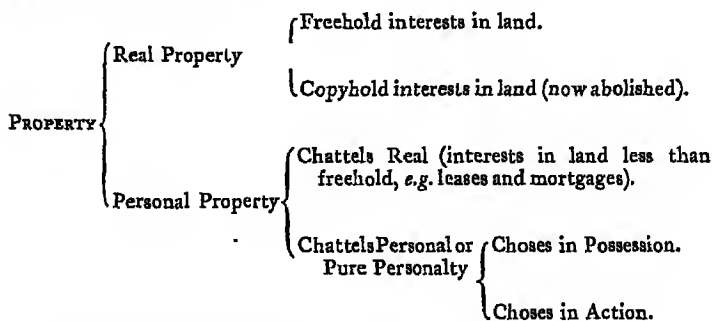 Freehold interests in land.
Real Property
Copyhold interests in land (now abolished).
PROPERTY
Chattels Real (interests in land less than
freehold, e.g. leases and mortgages).
Personal Property
Chattels Personal or
Pure Personalty
Choses in Possession.
Choses in Action.